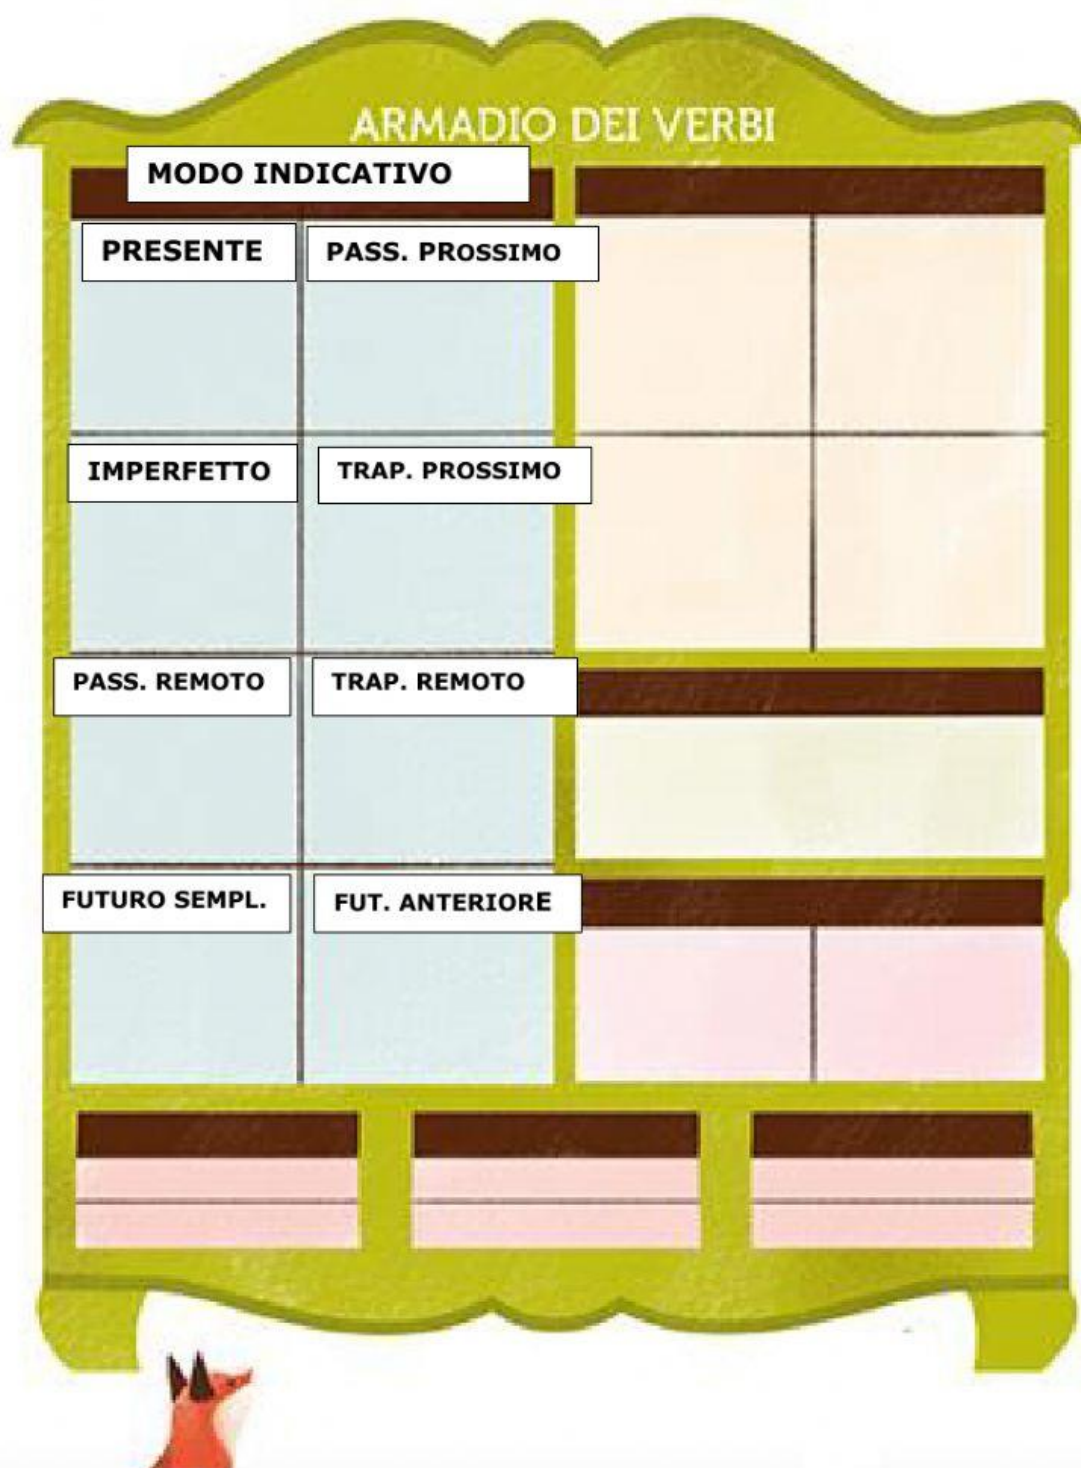 ARMADIO DEI VERBI
MODO INDICATIVO
PRESENTE
PASS. PROSSIMO
IMPERFETTO
TRAP. PROSSIMO
PASS. REMOTO
TRAP. REMOTO
FUTURO SEMPL.
FUT. ANTERIORE